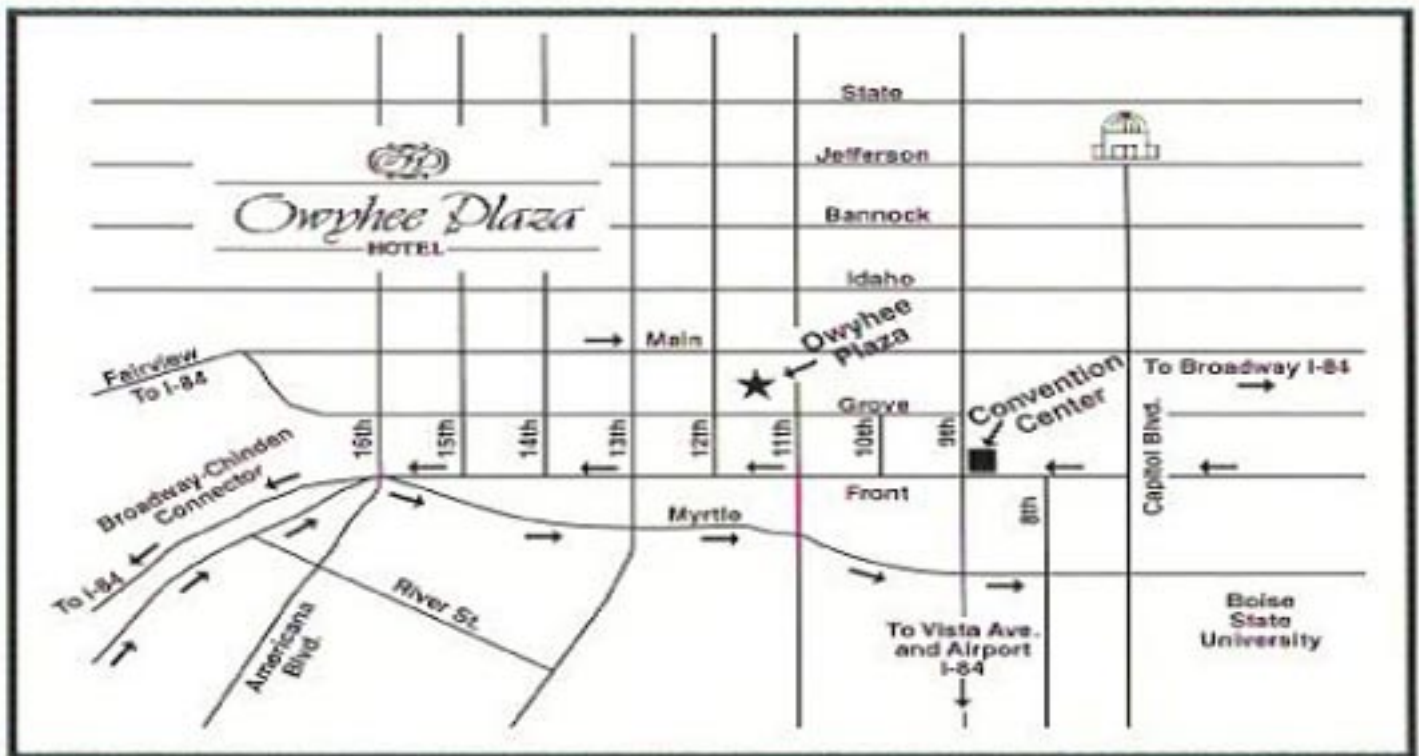 State
Jefferson
Owyhee Plaza
HOTEL
Bannock
Idaho
Main
Owyhee
Plaza
Fairview
To I-84
To Broadway I-84
Grove
Convention
Center
16th
15th
14th
13th
12th
11th
10th
9th
Capitol Blvd.
Broadway-Chinden
Connector
Front
8th
Myrtle
To I-84
River St.
Americana
Blvd.
To Vista Ave.
and Airport
I-84
Boise
State
University